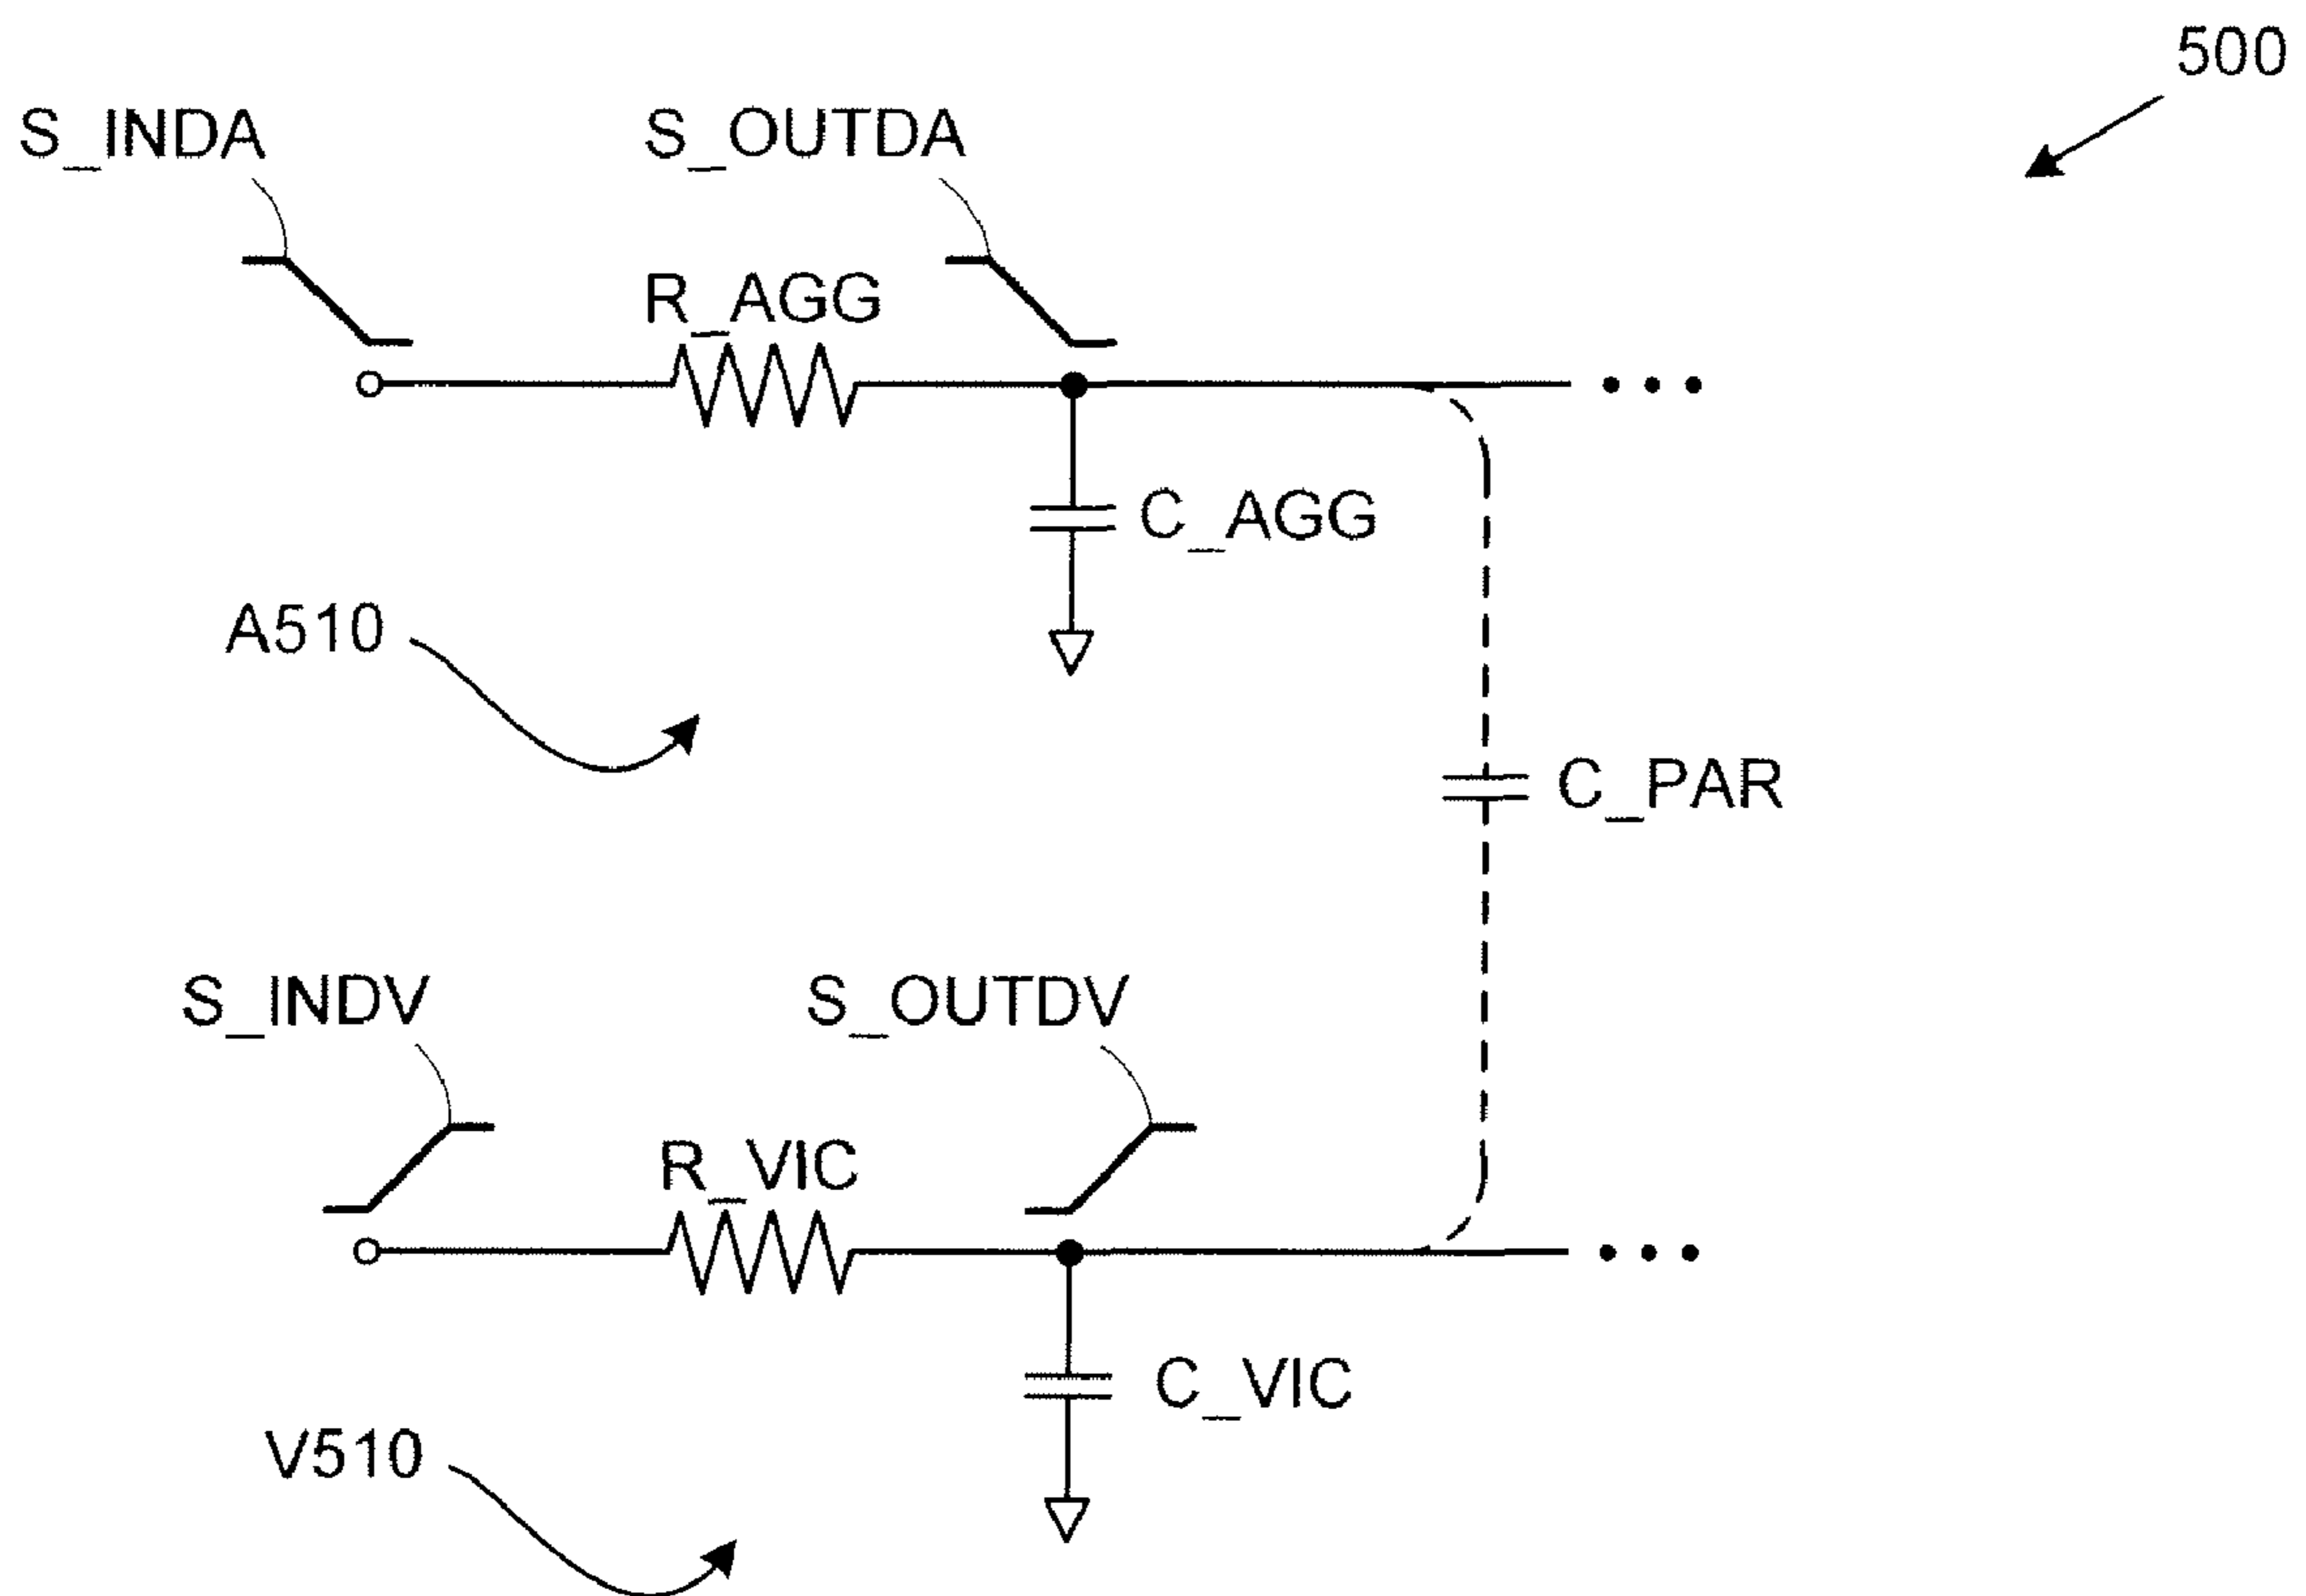 500
S_INDA
S_OUTDA
R_AGG
C_AGG
A510
C_PAR
S_INDV
S_OUTDV
R_VIC
C_VIC
V510